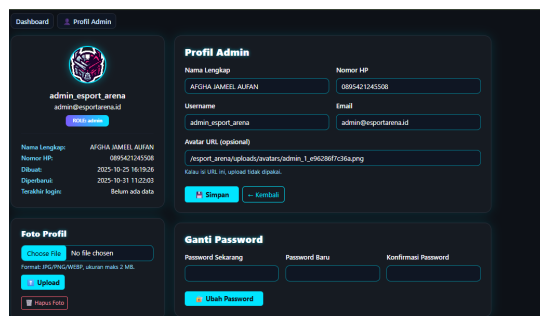 Dashboard
Profil Admin
admin_esport_arena
admin@esportarena.id
ROLE: admin
Nama Lengkap: AFGHA JAMEEL AUFAN
Nomor HP: 0895421245508
Dibuat: 2025-10-25 16:19:26
Diperbarui: 2025-10-31 11:22:03
Terakhir login: Belum ada data
Foto Profil
Choose File No file chosen
Format: JPG/PNG/WEBP, ukuran maks 2 MB.
Upload
Hapus Foto
Profil Admin
Nama Lengkap Nomor HP
AFGHA JAMEEL AUFAN 0895421245508
Username Email
admin_esport_arena admin@esportarena.id
Avatar URL (opsional)
/esport_arena/uploads/avatars/admin_1_e96286f7c36a.png
Kalau isi URL ini, upload tidak dipakai.
Simpan ← Kembali
Ganti Password
Password Sekarang Password Baru Konfirmasi Password
Ubah Password